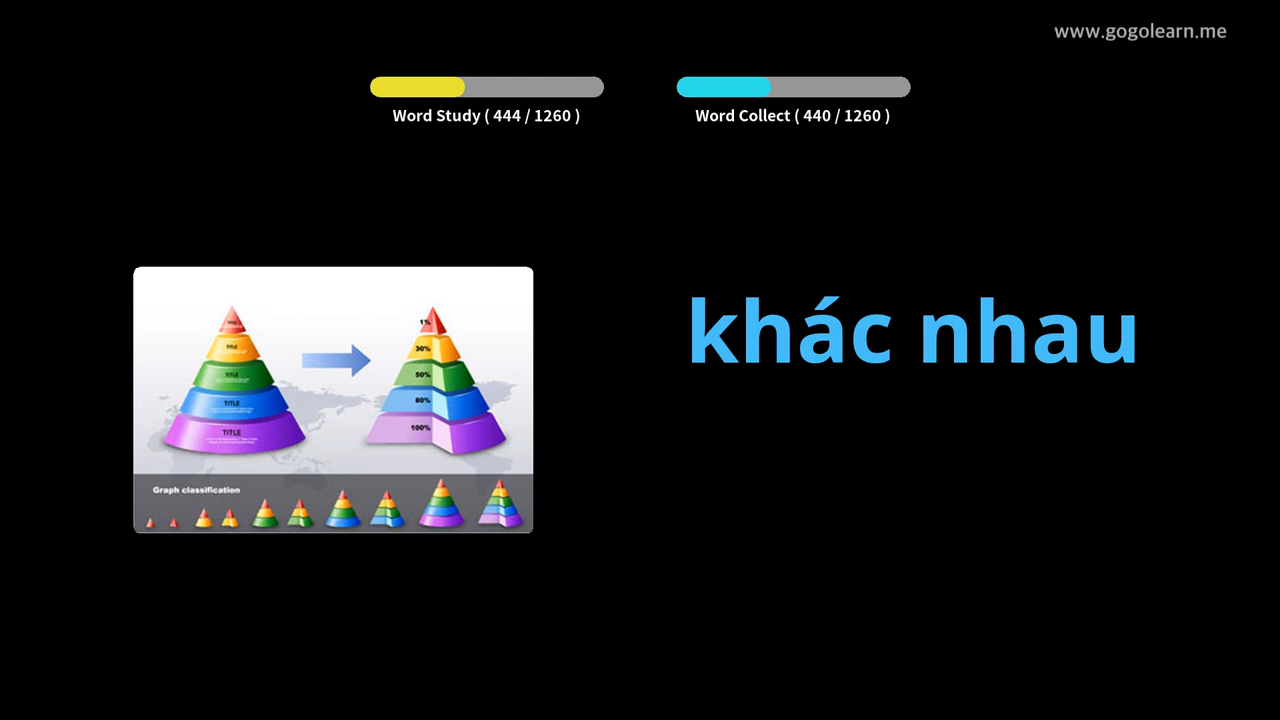 www.gogolearn.me
Word Study ( 444 / 1260 )
Word Collect ( 440 / 1260 )
khác nhau
TITLE
TITLE
TITLE
TITLE
1%
30%
50%
80%
100%
Graph classification